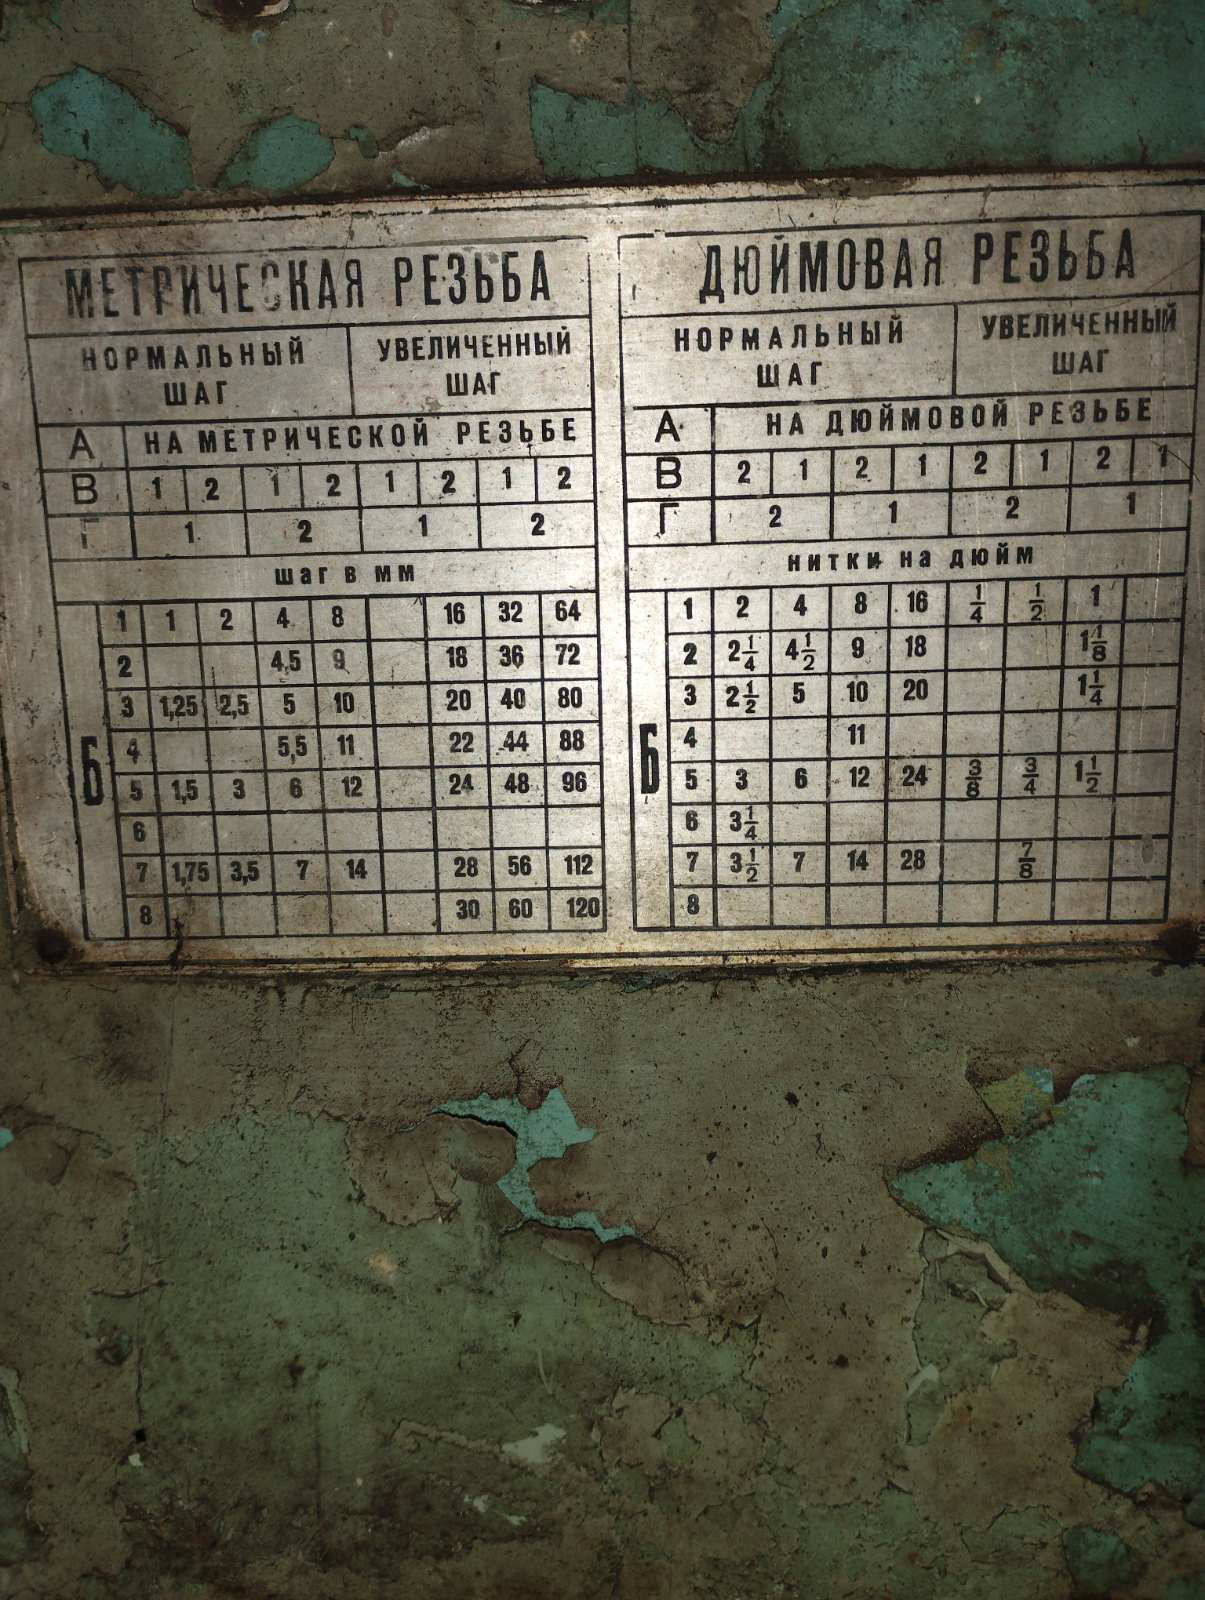 МЕТРИЧЕСКАЯ РЕЗЬБА
НОРМАЛЬНЫЙ ШАГ
УВЕЛИЧЕННЫЙ ШАГ
А НА МЕТРИЧЕСКОЙ РЕЗЬБЕ
В 1 2 1 2 1 2 1 2
Г 1 2 1 2
шаг в мм
Б
1 1 2 4 8 16 32 64
2 4,5 9 18 36 72
3 1,25 2,5 5 10 20 40 80
4 5,5 11 22 44 88
5 1,5 3 6 12 24 48 96
6
7 1,75 3,5 7 14 28 56 112
8 30 60 120
ДЮЙМОВАЯ РЕЗЬБА
НОРМАЛЬНЫЙ ШАГ
УВЕЛИЧЕННЫЙ ШАГ
А НА ДЮЙМОВОЙ РЕЗЬБЕ
В 2 1 2 1 2 1 2 1
Г 2 1 2 1
нитки на дюйм
Б
1 2 4 8 16 1/4 1/2 1
2 2 1/4 4 1/2 9 18 1 1/8
3 2 1/2 5 10 20 1 1/4
4 11
5 3 6 12 24 3/8 3/4 1 1/2
6 3 1/4
7 3 1/2 7 14 28 7/8
8